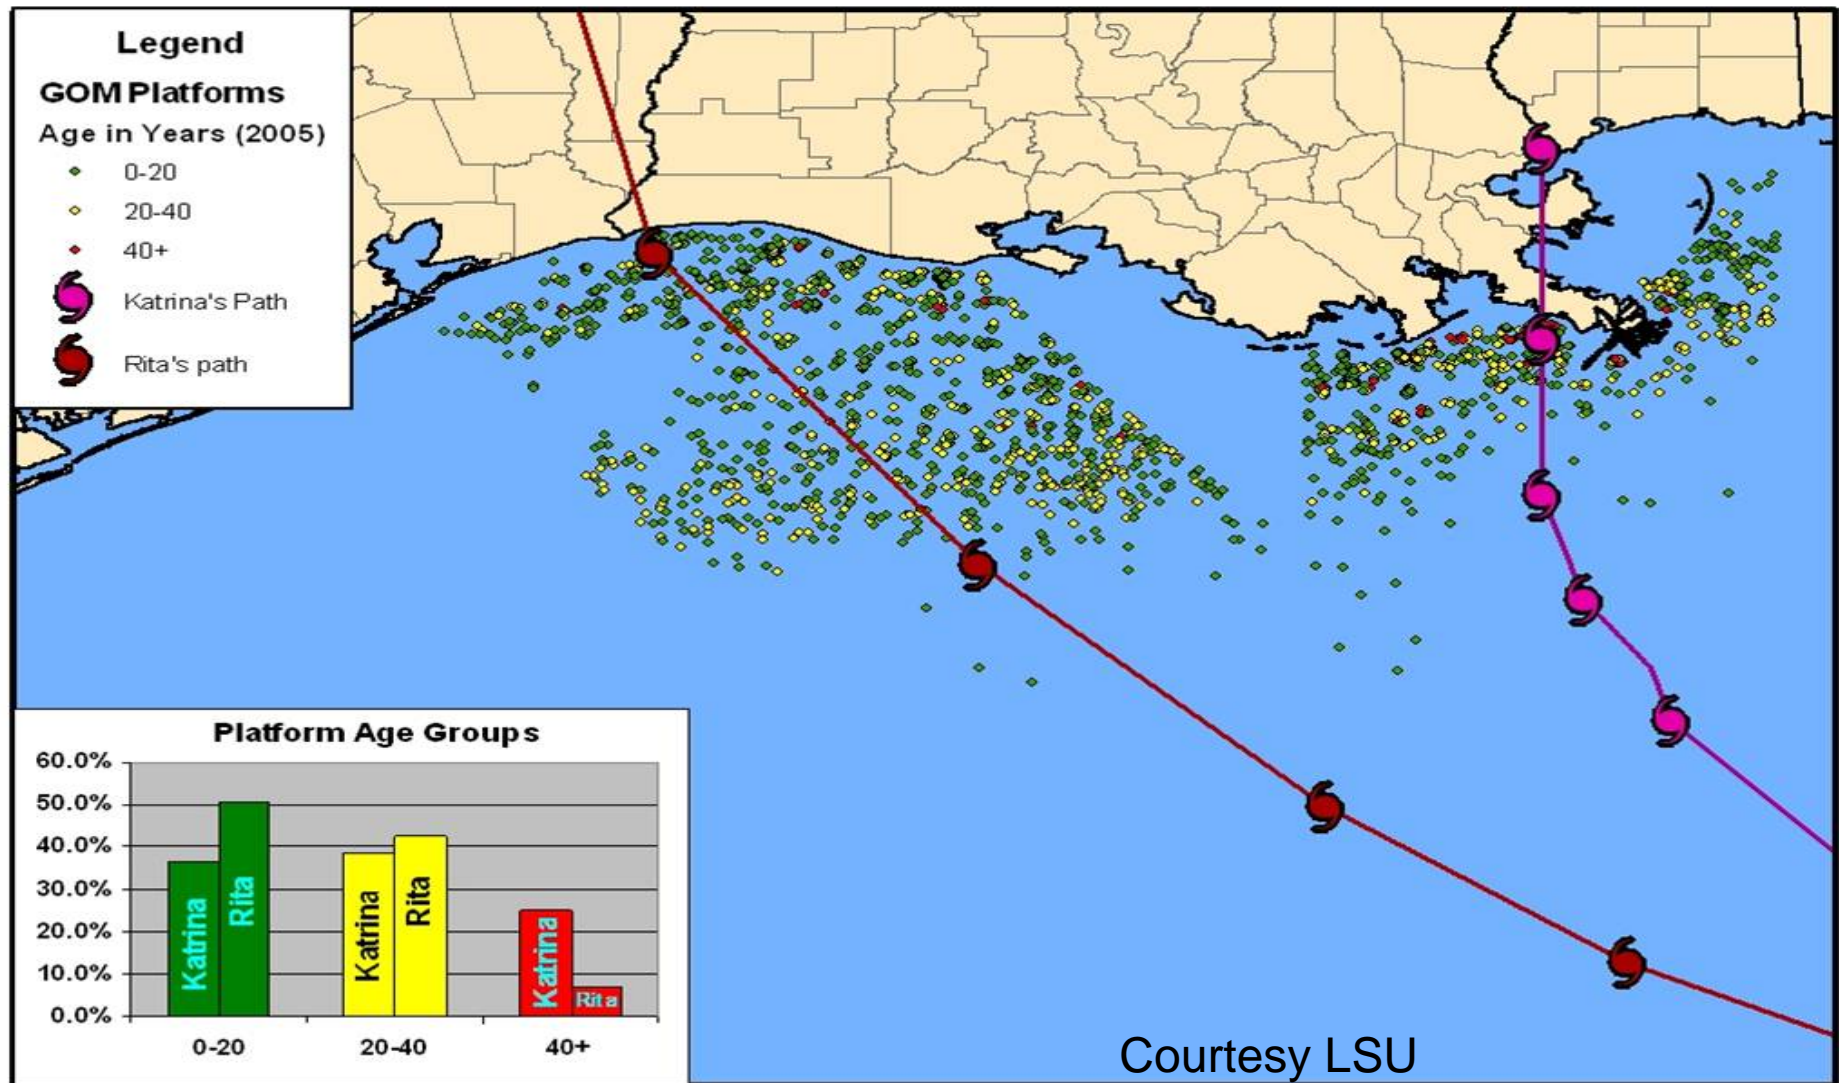 Legend
GOM Platforms
Age in Years (2005)
0-20
20-40
40+
Katrina's Path
Rita's path
Platform Age Groups
60.0%
50.0%
40.0%
30.0%
20.0%
10.0%
0.0%
Katrina
Rita
Katrina
Rita
Katrina
Rita
0-20
20-40
40+
Courtesy LSU